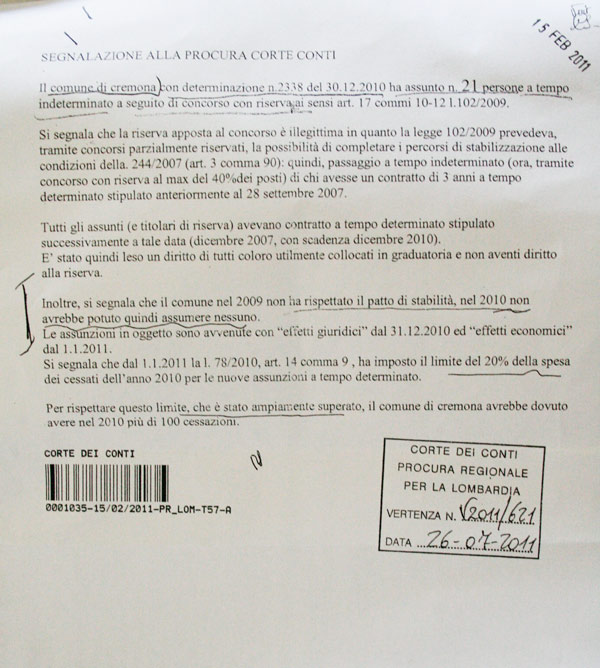 15 FEB 2011
SEGNALAZIONE ALLA PROCURA CORTE CONTI
Il comune di cremona con determinazione n.2338 del 30.12.2010 ha assunto n. 21 persone a tempo
indeterminato a seguito di concorso con riserva ai sensi art. 17 commi 10-12 l.102/2009.
Si segnala che la riserva apposta al concorso è illegittima in quanto la legge 102/2009 prevedeva,
tramite concorsi parzialmente riservati, la possibilità di completare i percorsi di stabilizzazione alle
condizioni della. 244/2007 (art. 3 comma 90): quindi, passaggio a tempo indeterminato (ora, tramite
concorso con riserva al max del 40%dei posti) di chi avesse un contratto di 3 anni a tempo
determinato stipulato anteriormente al 28 settembre 2007.
Tutti gli assunti (e titolari di riserva) avevano contratto a tempo determinato stipulato
successivamente a tale data (dicembre 2007, con scadenza dicembre 2010).
E' stato quindi leso un diritto di tutti coloro utilmente collocati in graduatoria e non aventi diritto
alla riserva.
Inoltre, si segnala che il comune nel 2009 non ha rispettato il patto di stabilità, nel 2010 non
avrebbe potuto quindi assumere nessuno.
Le assunzioni in oggetto sono avvenute con "effetti giuridici" dal 31.12.2010 ed "effetti economici"
dal 1.1.2011.
Si segnala che dal 1.1.2011 la l. 78/2010, art. 14 comma 9 , ha imposto il limite del 20% della spesa
dei cessati dell'anno 2010 per le nuove assunzioni a tempo determinato.
Per rispettare questo limite, che è stato ampiamente superato, il comune di cremona avrebbe dovuto
avere nel 2010 più di 100 cessazioni.
CORTE DEI CONTI
0001035-15/02/2011-PR_LOM-T57-A
CORTE DEI CONTI
PROCURA REGIONALE
PER LA LOMBARDIA
VERTENZA N. V2011/621
DATA 26-07-2011